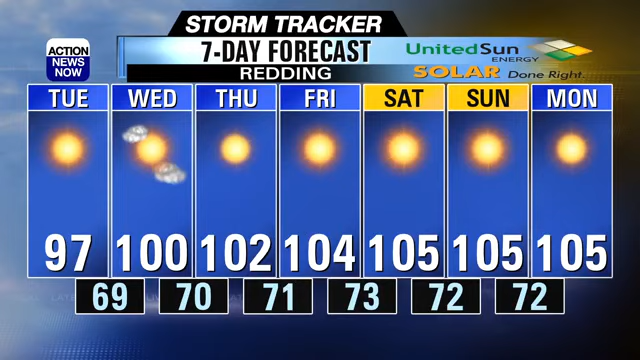 STORM TRACKER
ACTION
NEWS
NOW
7-DAY FORECAST
REDDING
UnitedSun
ENERGY
SOLAR Done Right.
TUE WED THU FRI SAT SUN MON
97 100 102 104 105 105 105
69 70 71 73 72 72